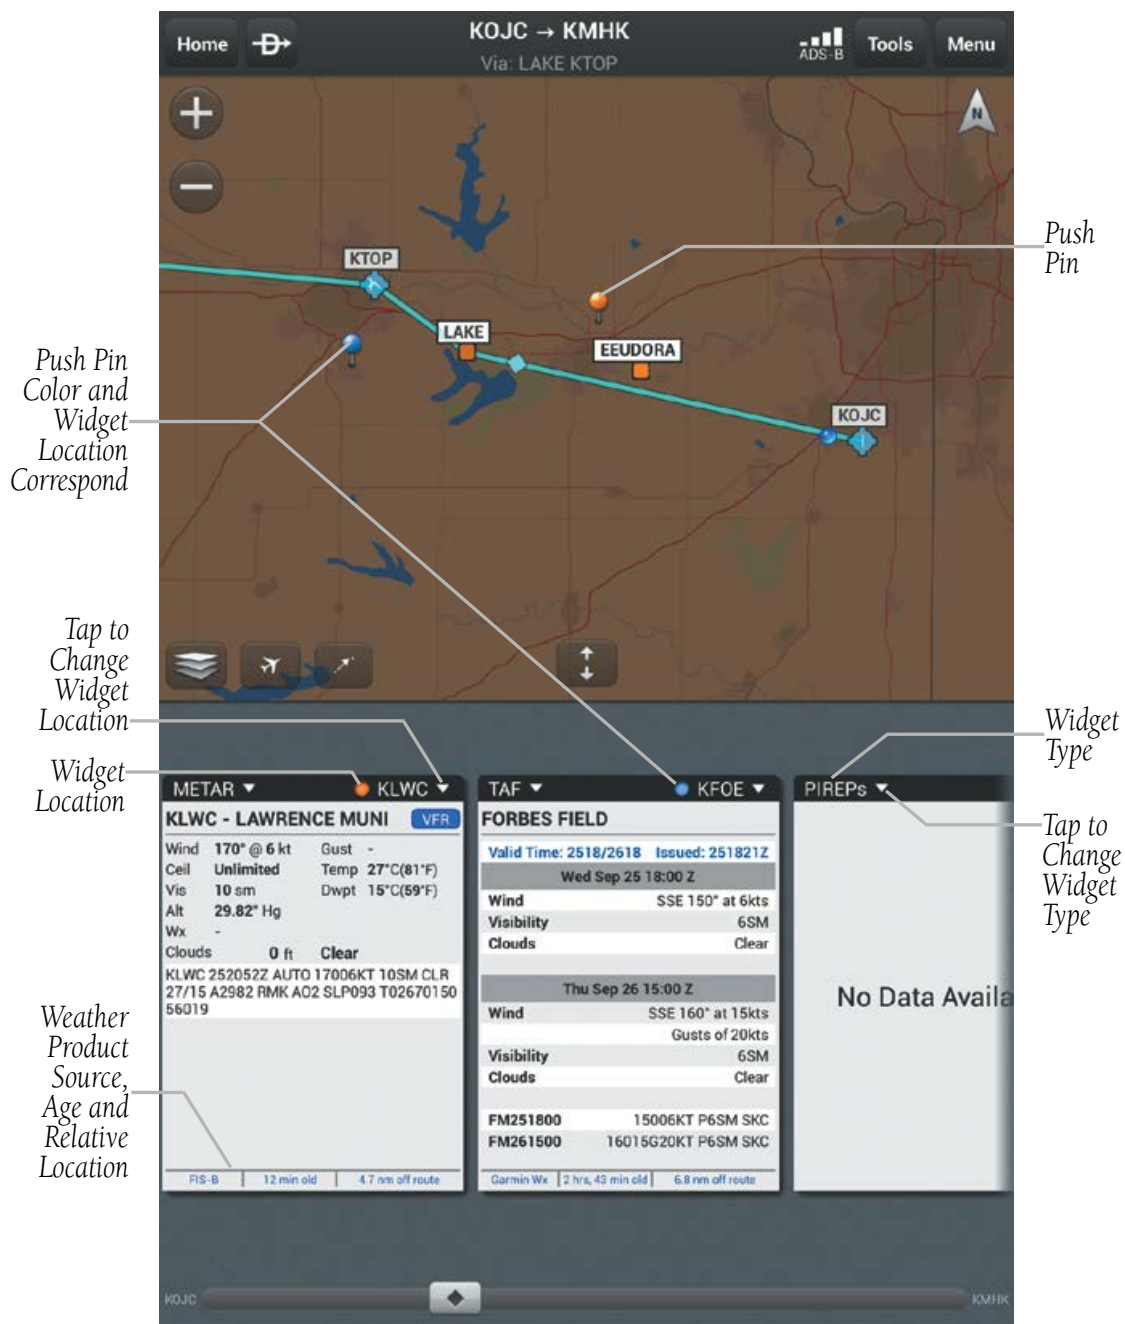 Home
KOJC → KMHK
Via: LAKE KTOP
ADS-B
Tools
Menu
N
KTOP
LAKE
EEUDORA
KOJC
Push
Pin
Push Pin
Color and
Widget
Location
Correspond
Tap to
Change
Widget
Location
Widget
Location
Widget
Type
Tap to
Change
Widget
Type
Weather
Product
Source,
Age and
Relative
Location
METAR ▼ KLWC ▼
KLWC - LAWRENCE MUNI VFR
Wind 170° @ 6 kt Gust -
Ceil Unlimited Temp 27°C(81°F)
Vis 10 sm Dwpt 15°C(59°F)
Alt 29.82" Hg
Wx -
Clouds 0 ft Clear
KLWC 252052Z AUTO 17006KT 10SM CLR
27/15 A2982 RMK AO2 SLP093 T02670150
56019
FIS-B 12 min old 4.7 nm off route
TAF ▼ KFOE ▼
FORBES FIELD
Valid Time: 2518/2618 Issued: 251821Z
Wed Sep 25 18:00 Z
Wind SSE 150° at 6kts
Visibility 6SM
Clouds Clear
Thu Sep 26 15:00 Z
Wind SSE 160° at 15kts
Gusts of 20kts
Visibility 6SM
Clouds Clear
FM251800 15006KT P6SM SKC
FM261500 16015G20KT P6SM SKC
Garmin Wx 2 hrs, 43 min old 6.8 nm off route
PIREPs ▼
No Data Availa
KOJC
KMHK